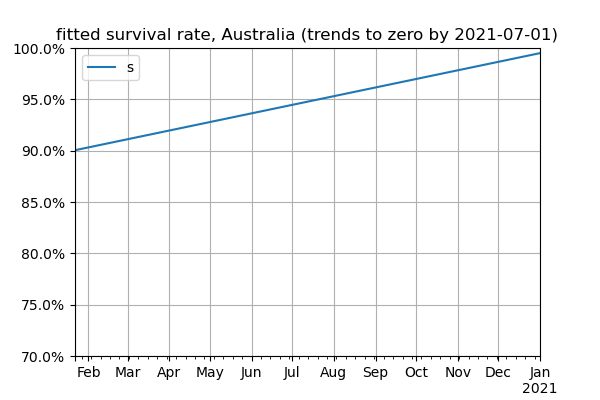 fitted survival rate, Australia (trends to zero by 2021-07-01)
100.0%
s
95.0%
90.0%
85.0%
80.0%
75.0%
70.0%
Feb Mar Apr May Jun Jul Aug Sep Oct Nov Dec Jan
2021